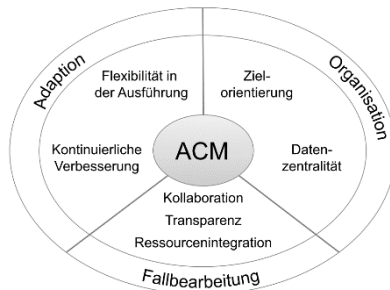 Adaption
Organisation
Flexibilität in
der Ausführung
Ziel-
orientierung
Kontinuierliche
Verbesserung
ACM
Daten-
zentralität
Kollaboration
Transparenz
Ressourcenintegration
Fallbearbeitung